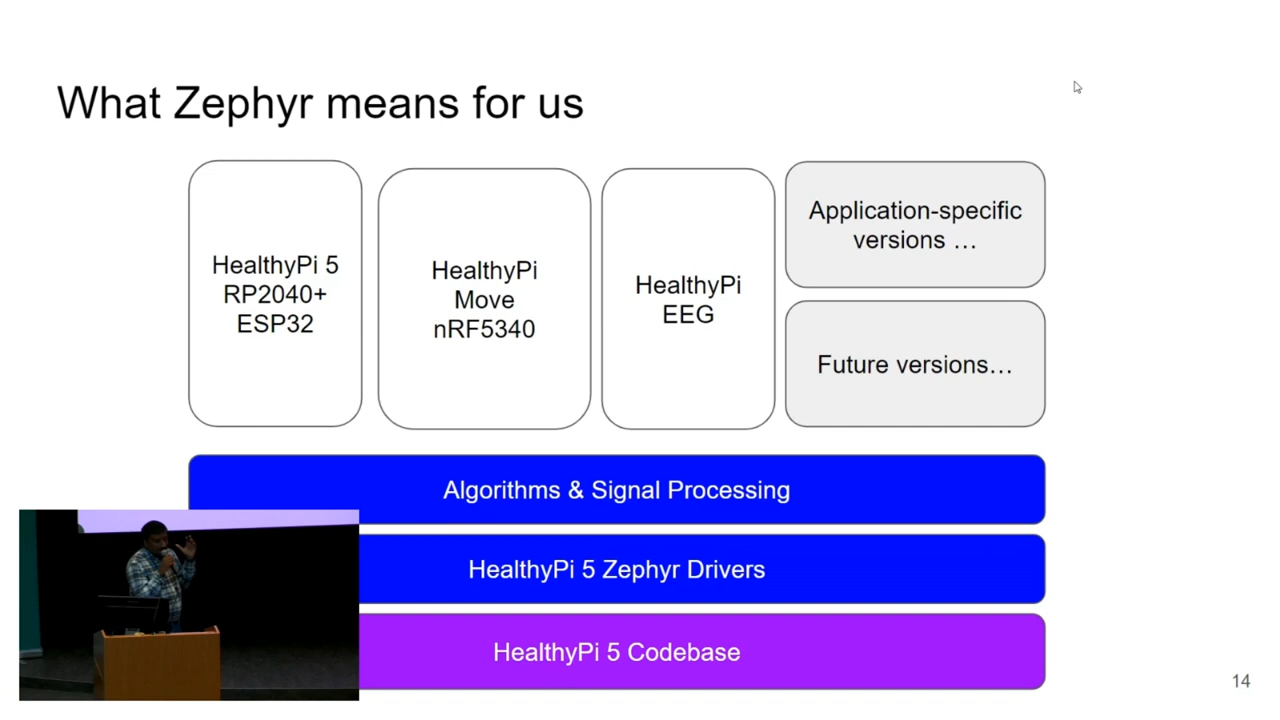 What Zephyr means for us
HealthyPi 5
RP2040+
ESP32
HealthyPi
Move
nRF5340
HealthyPi
EEG
Application-specific
versions …
Future versions…
Algorithms & Signal Processing
HealthyPi 5 Zephyr Drivers
HealthyPi 5 Codebase
14